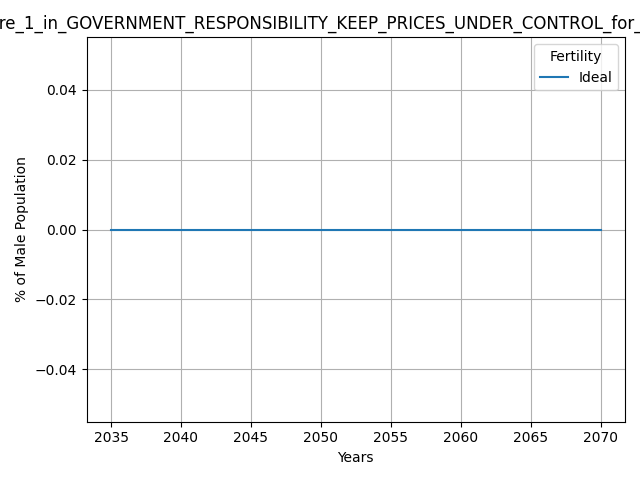 re_1_in_GOVERNMENT_RESPONSIBILITY_KEEP_PRICES_UNDER_CONTROL_for_
Fertility
Ideal
0.04
0.02
0.00
−0.02
−0.04
% of Male Population
2035 2040 2045 2050 2055 2060 2065 2070
Years